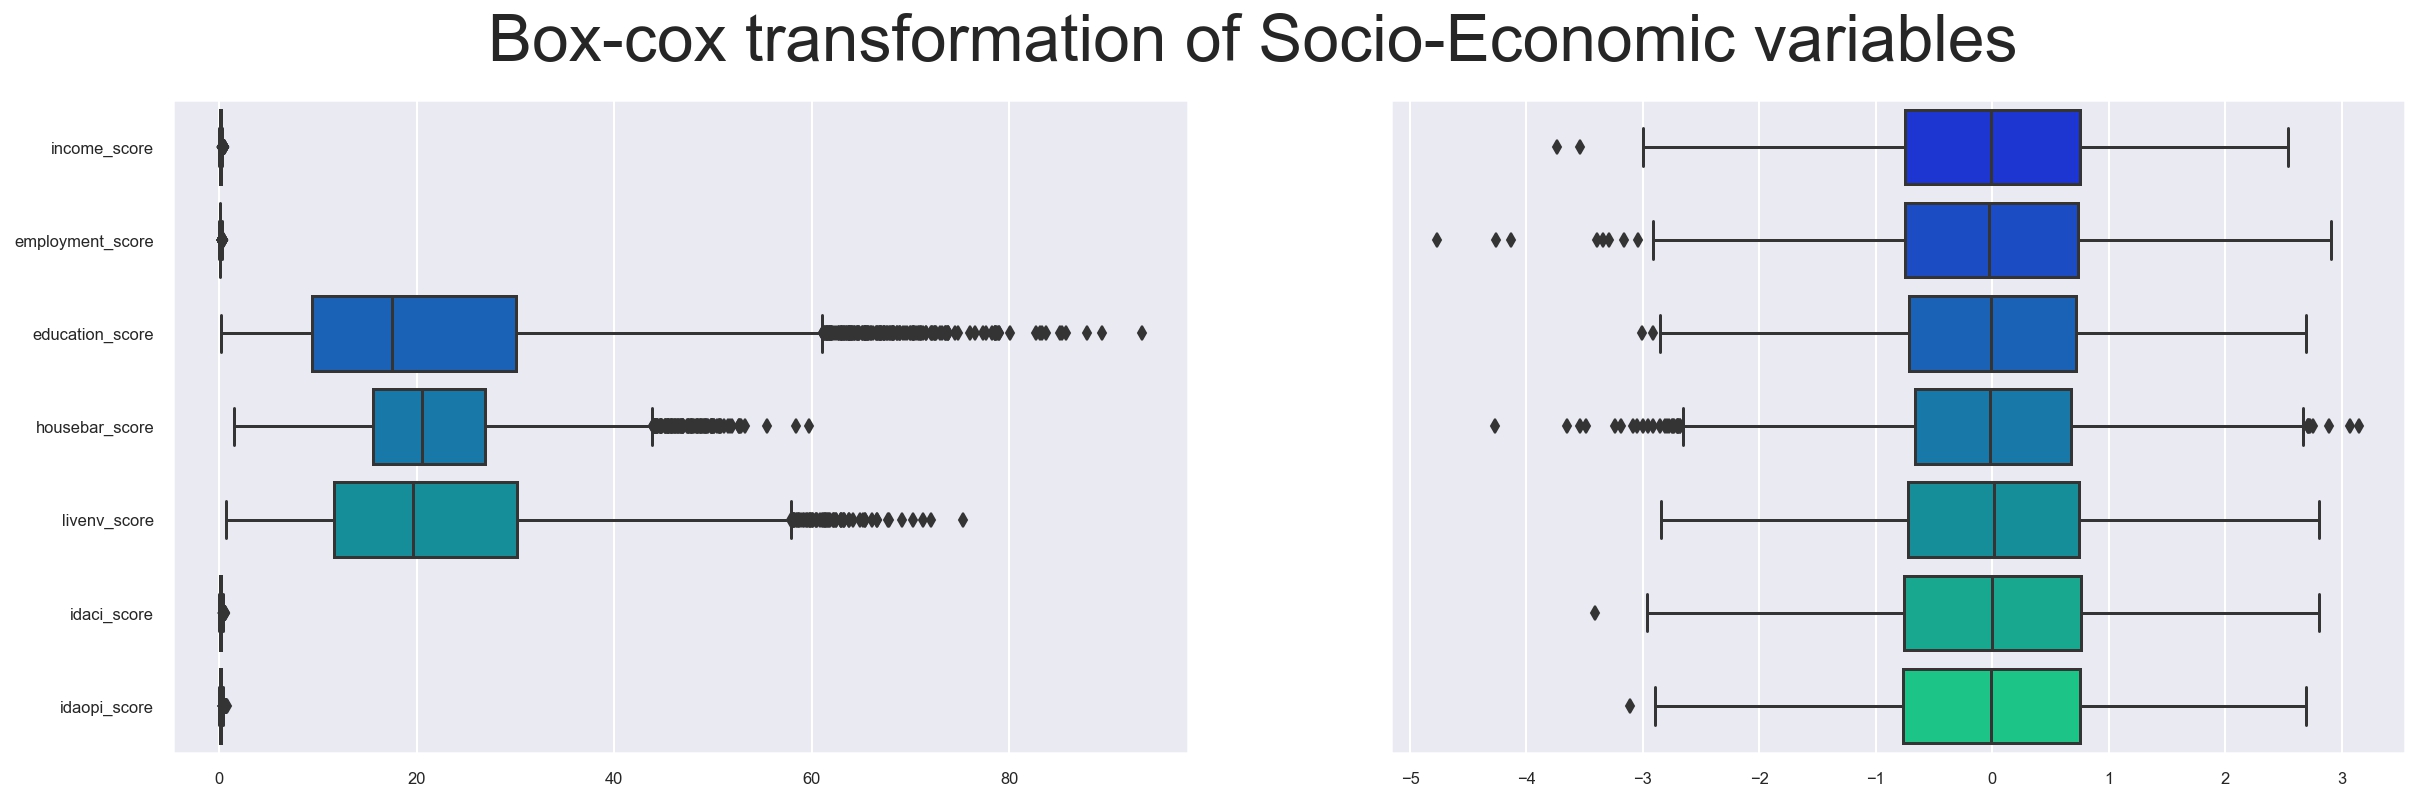 Box-cox transformation of Socio-Economic variables
income_score
employment_score
education_score
housebar_score
livenv_score
idaci_score
idaopi_score
0 20 40 60 80
−5 −4 −3 −2 −1 0 1 2 3